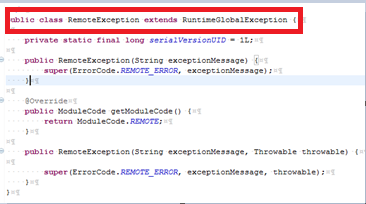 public class RemoteException extends RuntimeGlobalException {
private static final long serialVersionUID = 1L;
public RemoteException(String exceptionMessage) {
super(ErrorCode.REMOTE_ERROR, exceptionMessage);
}
@Override
public ModuleCode getModuleCode() {
return ModuleCode.REMOTE;
}
public RemoteException(String exceptionMessage, Throwable throwable) {
super(ErrorCode.REMOTE_ERROR, exceptionMessage, throwable);
}
}